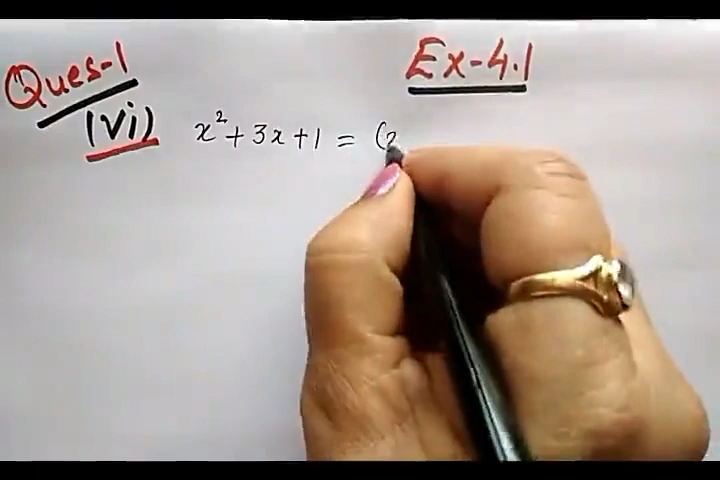 Ex-4.1
Ques-1
(vi) x² + 3x + 1 = (